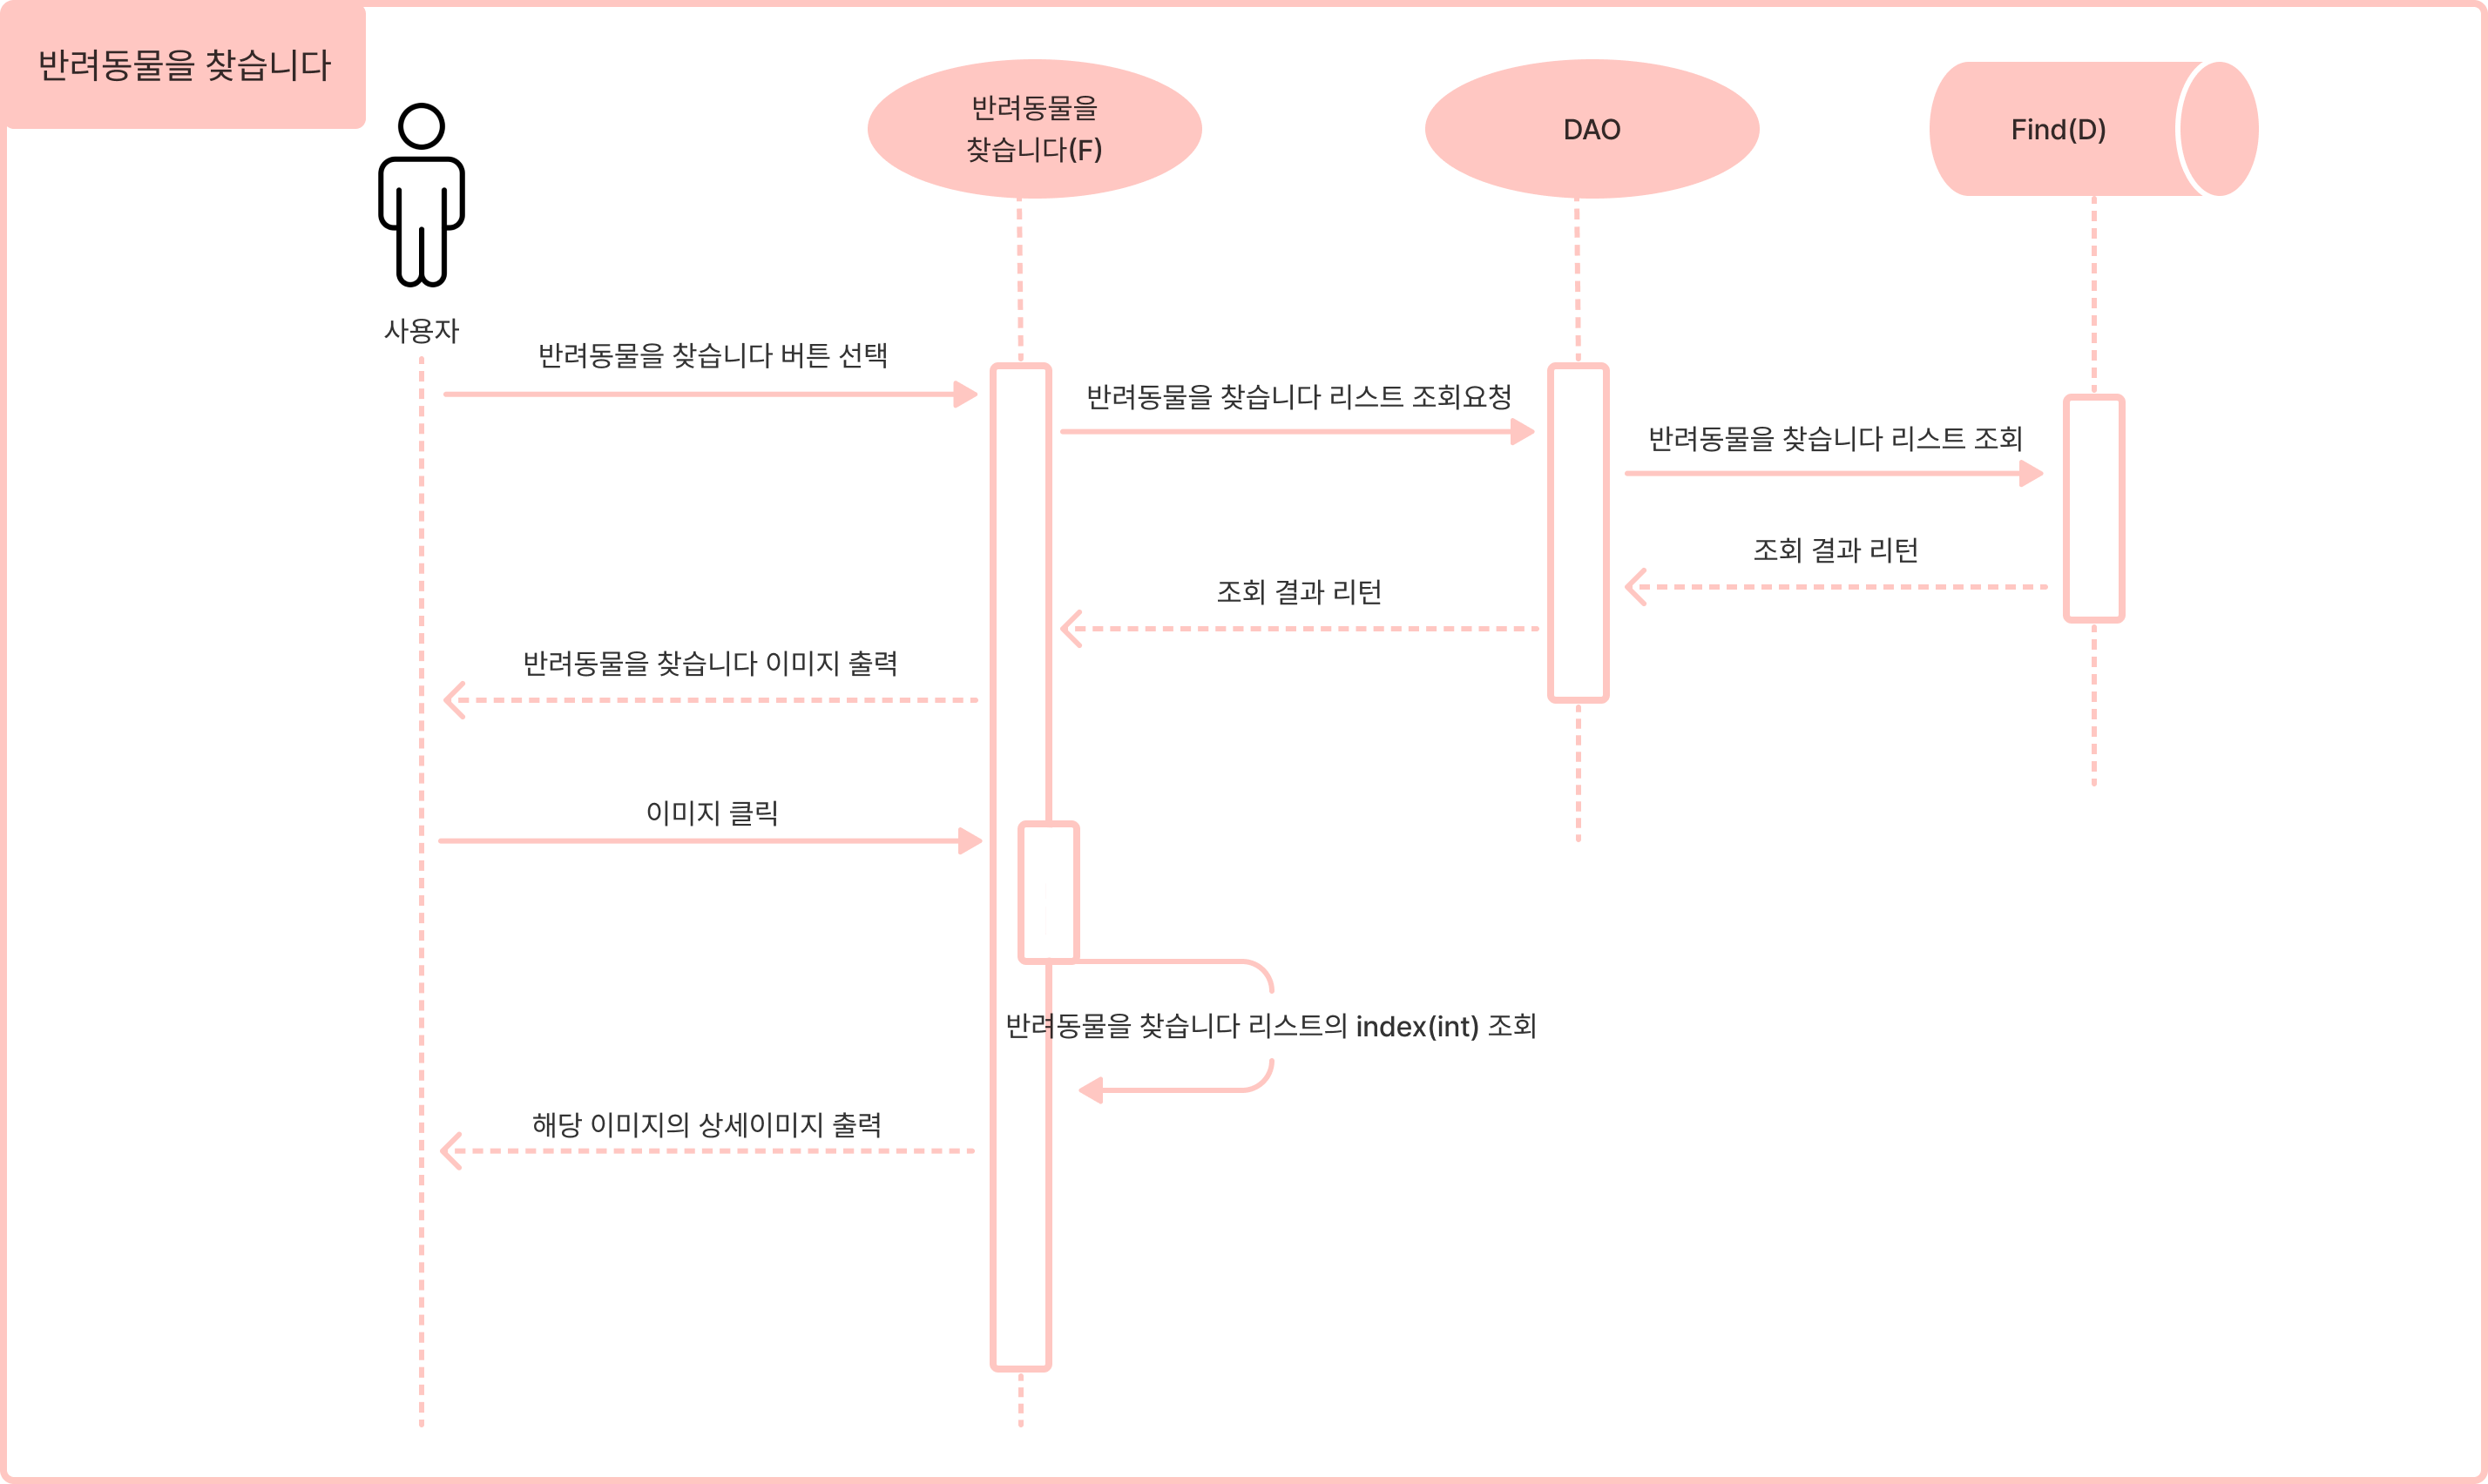 반려동물을 찾습니다
반려동물을
찾습니다(F)
DAO
Find(D)
사용자
반려동물을 찾습니다 버튼 선택
반려동물을 찾습니다 리스트 조회요청
반려동물을 찾습니다 리스트 조회
조회 결과 리턴
조회 결과 리턴
반려동물을 찾습니다 이미지 출력
이미지 클릭
반려동물을 찾습니다 리스트의 index(int) 조회
해당 이미지의 상세이미지 출력